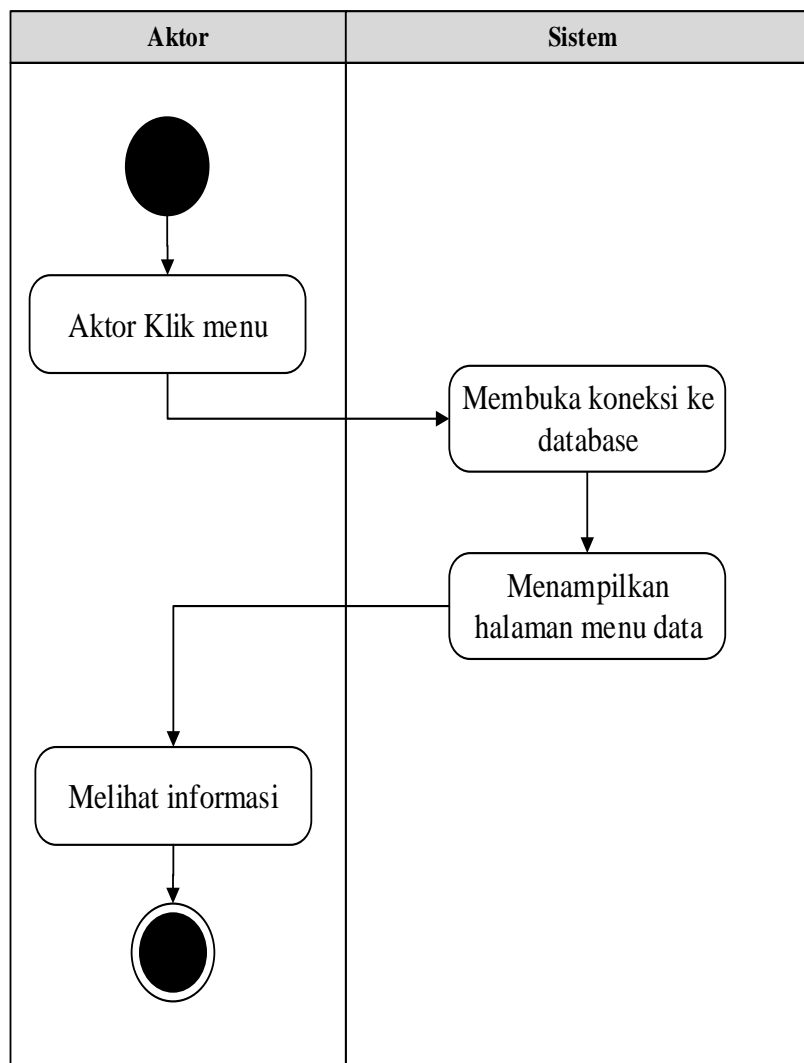 Aktor
Sistem
Aktor Klik menu
Membuka koneksi ke
database
Menampilkan
halaman menu data
Melihat informasi